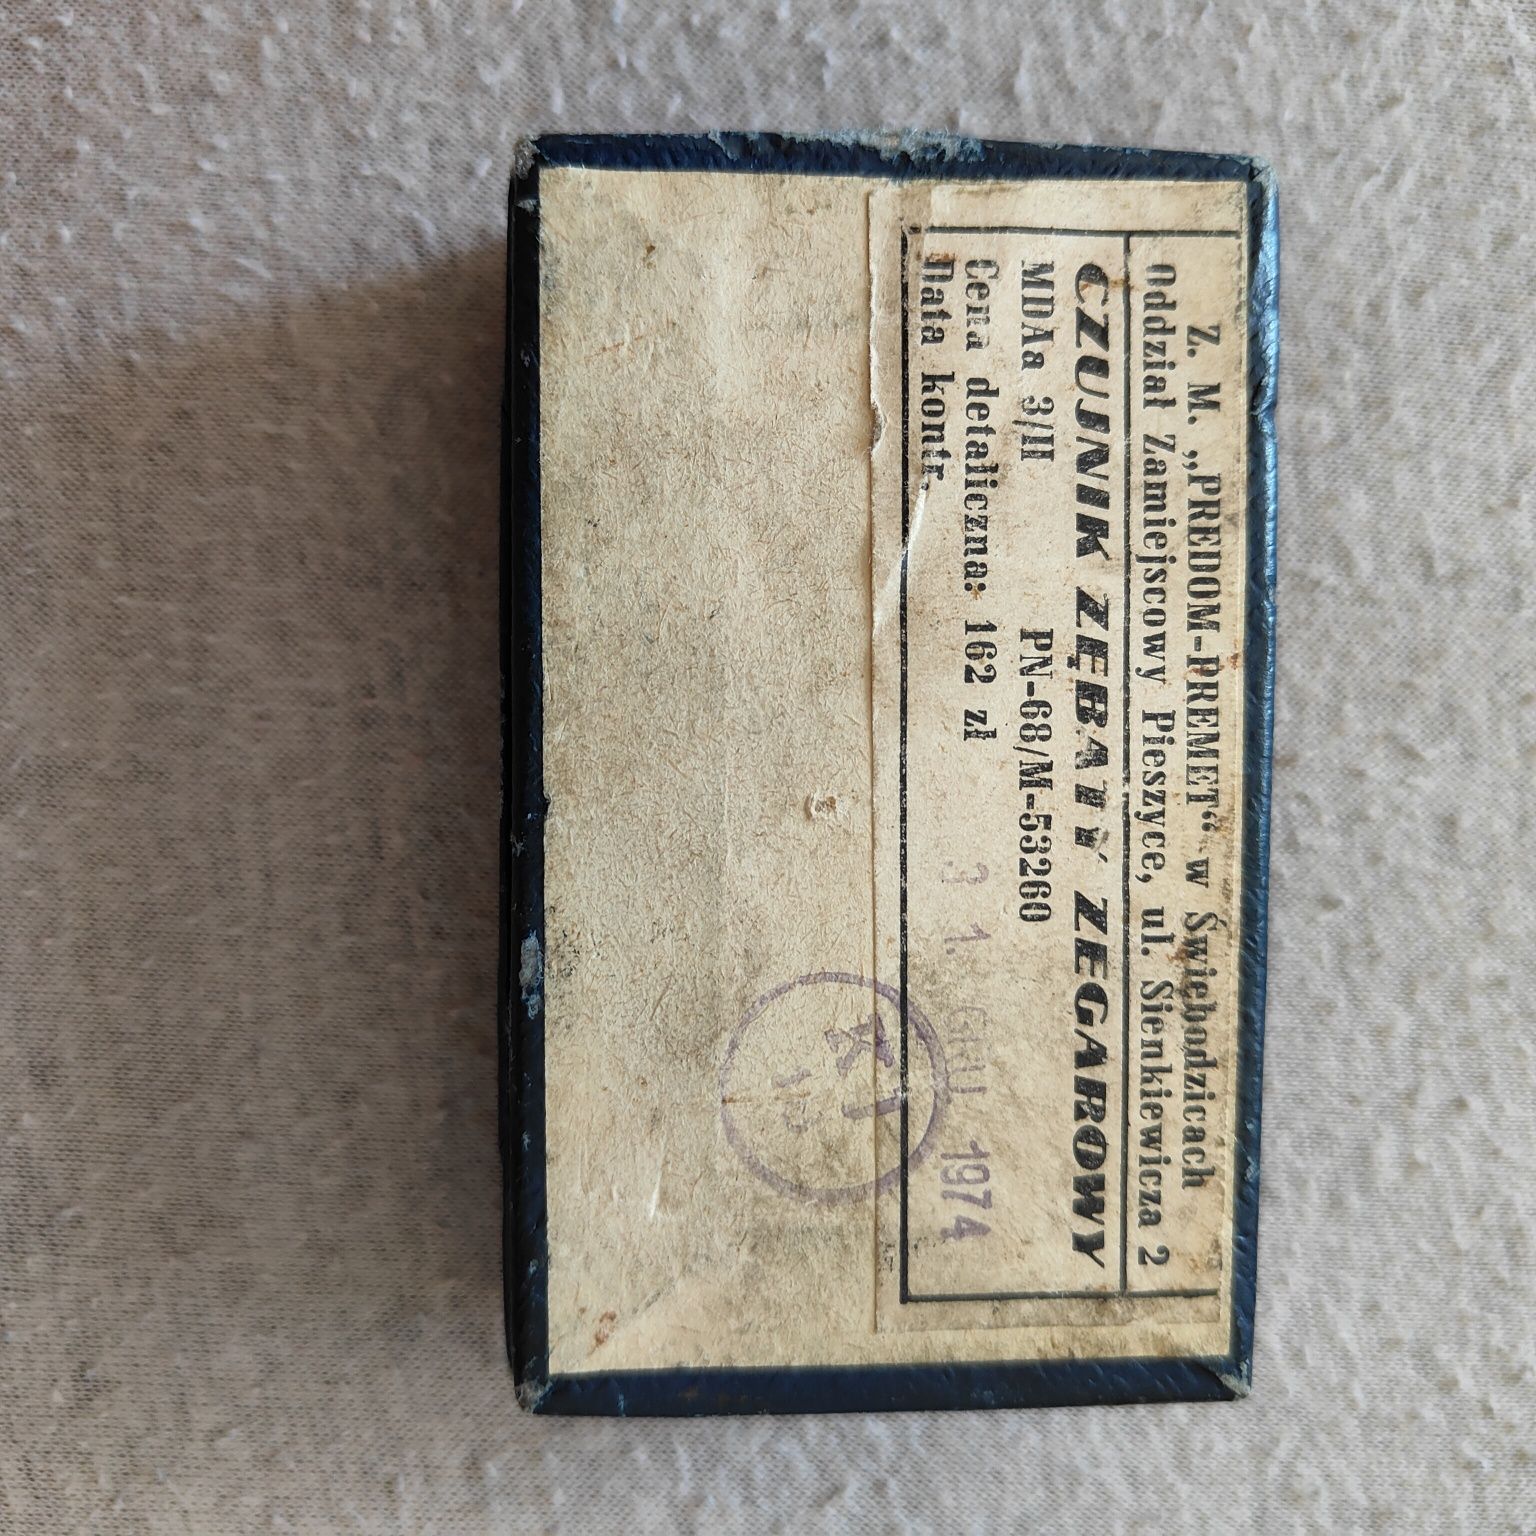 Z. M. „PREDOM-PREMET“ w Świebodzicach
Oddział Zamiejscowy Pieszyce, ul. Sienkiewicza 2
CZUJNIK ZĘBATY ZEGAROWY
MDAa 3/II PN-68/M-53260
Cena detaliczna: 162 zł
Data kontr. 31. GRU. 1974
K J